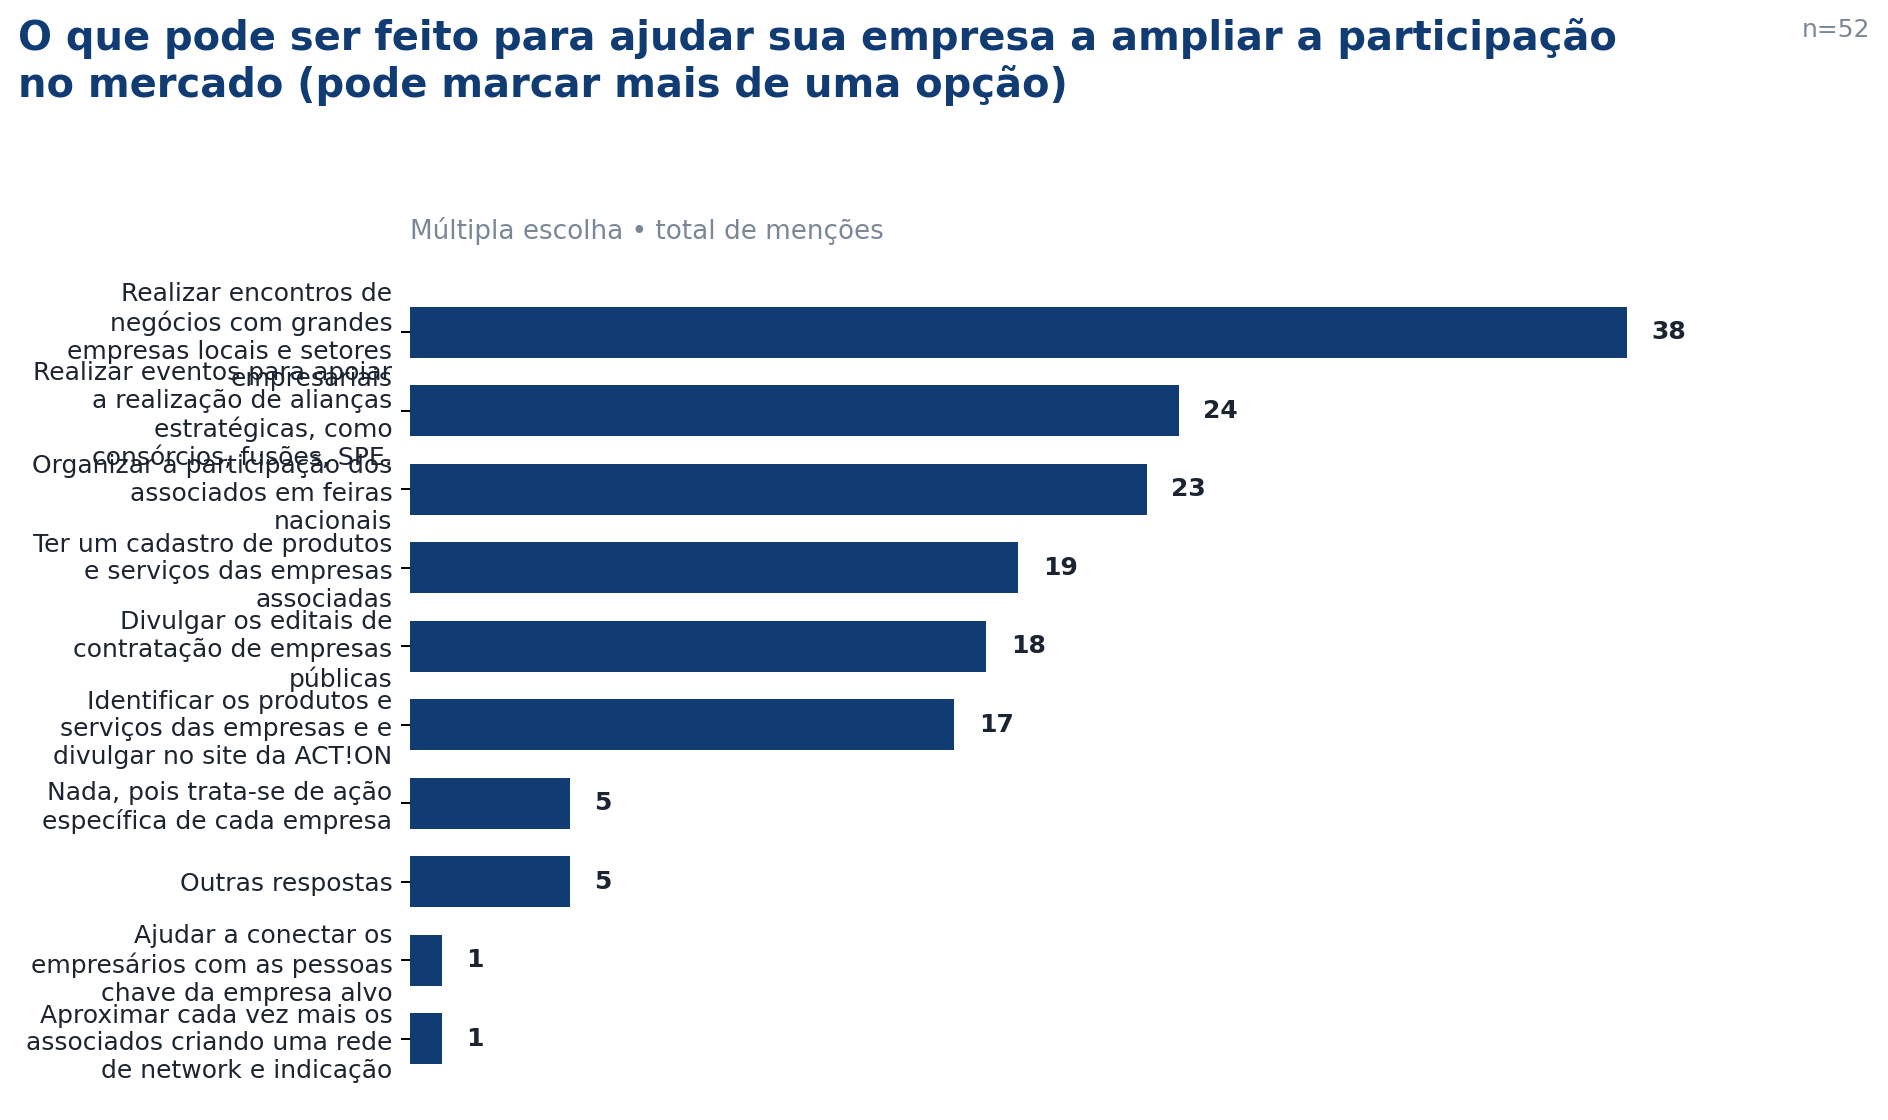 O que pode ser feito para ajudar sua empresa a ampliar a participação
no mercado (pode marcar mais de uma opção)
n=52
Múltipla escolha • total de menções
Realizar encontros de
negócios com grandes
empresas locais e setores
empresariais
38
Realizar eventos para apoiar
a realização de alianças
estratégicas, como
consórcios, fusões, SPE.
24
Organizar a participação dos
associados em feiras
nacionais
23
Ter um cadastro de produtos
e serviços das empresas
associadas
19
Divulgar os editais de
contratação de empresas
públicas
18
Identificar os produtos e
serviços das empresas e e
divulgar no site da ACT!ON
17
Nada, pois trata-se de ação
específica de cada empresa
5
Outras respostas
5
Ajudar a conectar os
empresários com as pessoas
chave da empresa alvo
1
Aproximar cada vez mais os
associados criando uma rede
de network e indicação
1